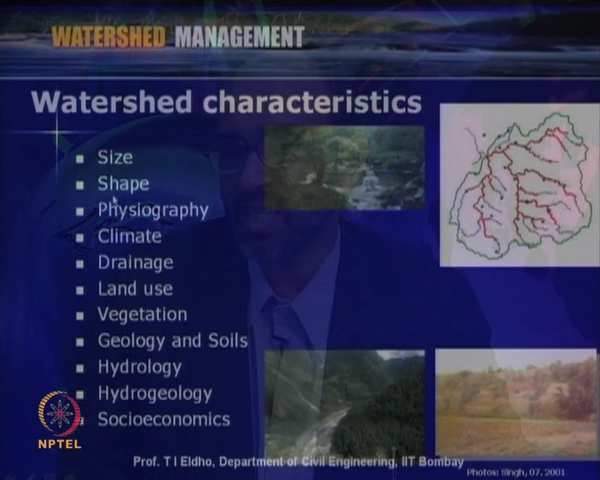 WATERSHED MANAGEMENT
Watershed characteristics
Size
Shape
Physiography
Climate
Drainage
Land use
Vegetation
Geology and Soils
Hydrology
Hydrogeology
Socioeconomics
NPTEL
Prof. T I Eldho, Department of Civil Engineering, IIT Bombay
Photos: Singh, 07. 2001